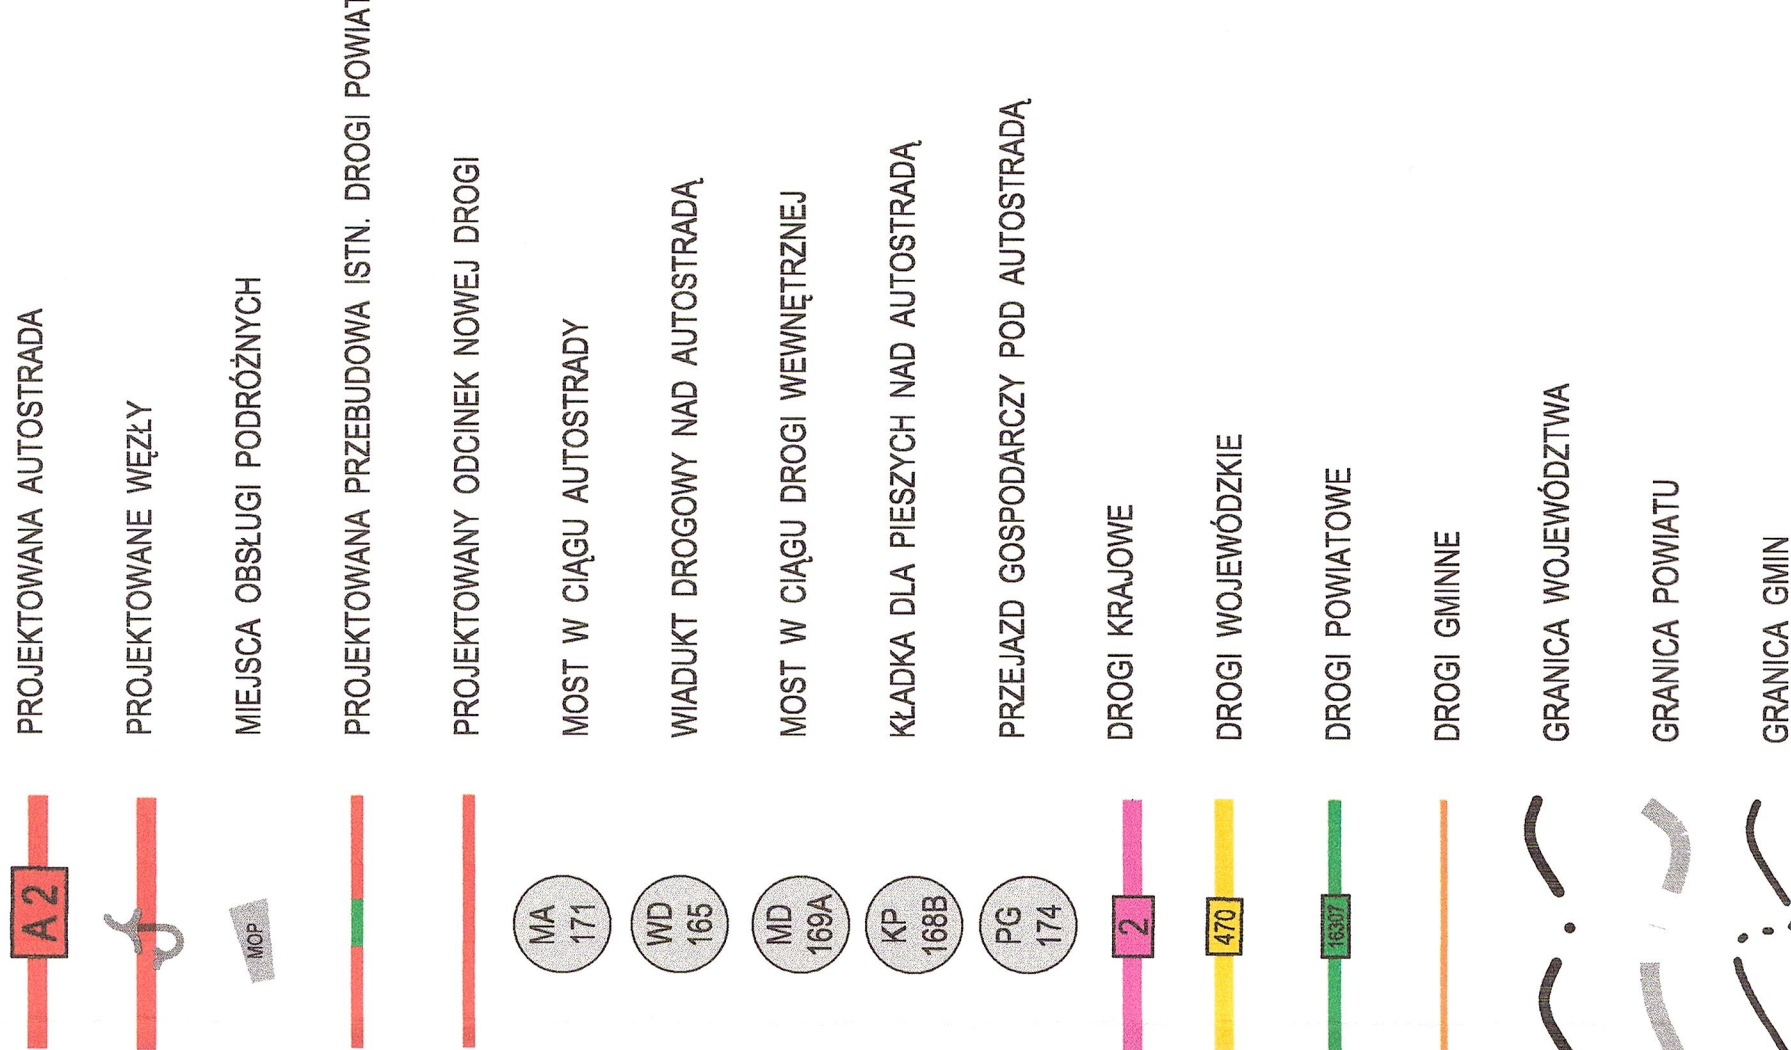 A 2
PROJEKTOWANA AUTOSTRADA
PROJEKTOWANE WĘZŁY
MOP
MIEJSCA OBSŁUGI PODRÓŻNYCH
PROJEKTOWANA PRZEBUDOWA ISTN. DROGI POWIAT
PROJEKTOWANY ODCINEK NOWEJ DROGI
MA
171
MOST W CIĄGU AUTOSTRADY
WD
165
WIADUKT DROGOWY NAD AUTOSTRADĄ
MD
169A
MOST W CIĄGU DROGI WEWNĘTRZNEJ
KP
168B
KŁADKA DLA PIESZYCH NAD AUTOSTRADĄ
PG
174
PRZEJAZD GOSPODARCZY POD AUTOSTRADĄ
2
DROGI KRAJOWE
470
DROGI WOJEWÓDZKIE
16307
DROGI POWIATOWE
DROGI GMINNE
GRANICA WOJEWÓDZTWA
GRANICA POWIATU
GRANICA GMIN